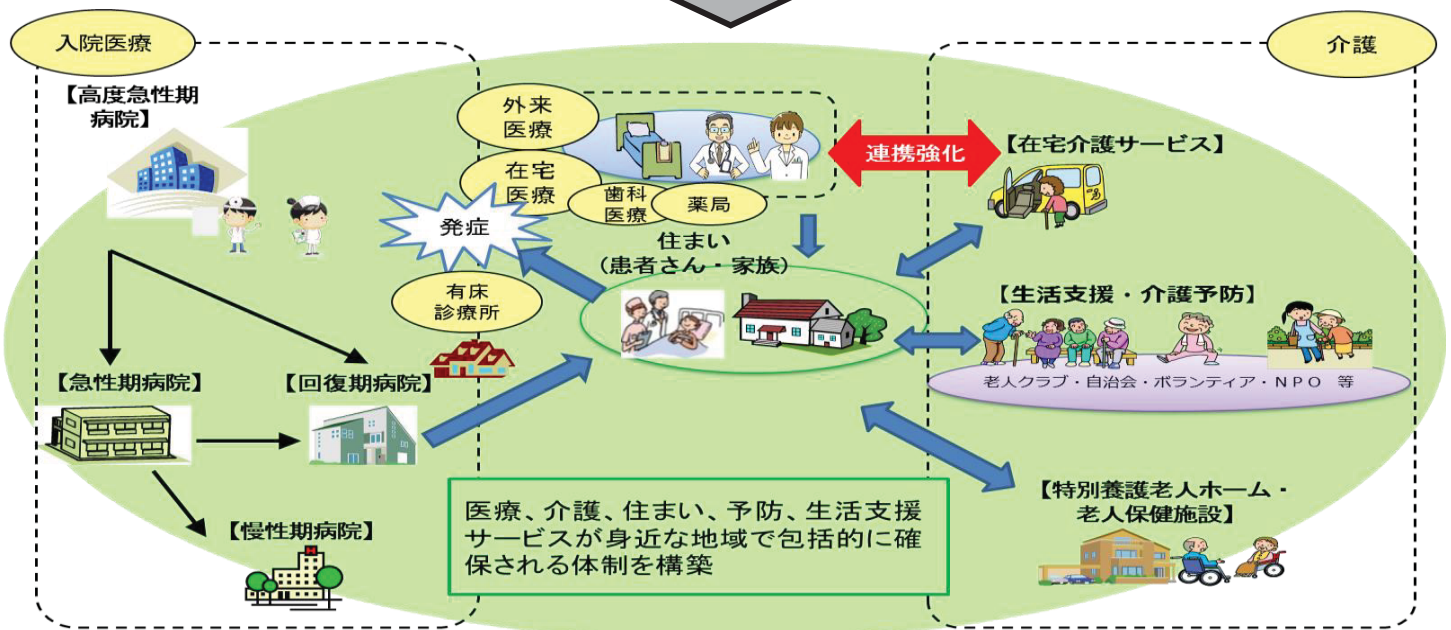 入院医療
【高度急性期
病院】
【急性期病院】
【回復期病院】
【慢性期病院】
外来
医療
在宅
医療
歯科
医療
薬局
発症
有床
診療所
住まい
(患者さん・家族)
連携強化
介護
【在宅介護サービス】
【生活支援・介護予防】
老人クラブ・自治会・ボランティア・NPO 等
【特別養護老人ホーム・
老人保健施設】
医療、介護、住まい、予防、生活支援
サービスが身近な地域で包括的に確
保される体制を構築
H